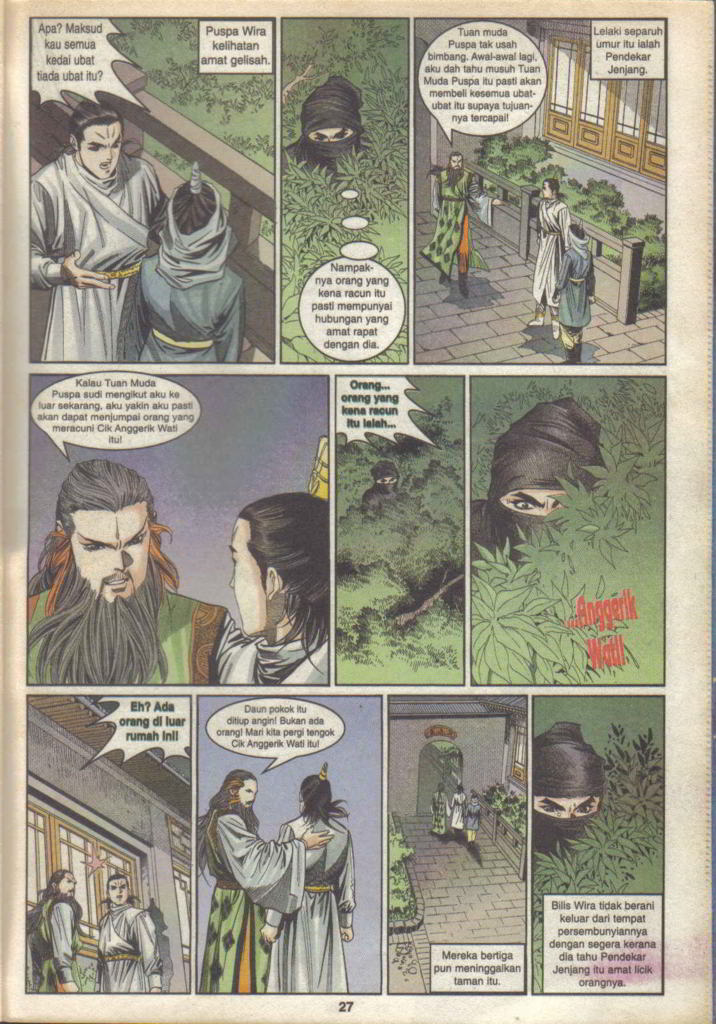 Apa? Maksud
kau semua
kedai ubat
tiada ubat itu?
Puspa Wira
kelihatan
amat gelisah.
Nampak-
nya orang yang
kena racun itu
pasti mempunyai
hubungan yang
amat rapat
dengan dia.
Tuan muda
Puspa tak usah
bimbang. Awal-awal lagi,
aku dah tahu musuh Tuan
Muda Puspa itu pasti akan
membeli kesemua ubat-
ubat itu supaya tujuan-
nya tercapai!
Lelaki separuh
umur itu ialah
Pendekar
Jenjang.
Kalau Tuan Muda
Puspa sudi mengikut aku ke
luar sekarang, aku yakin aku pasti
akan dapat menjumpai orang yang
meracuni Cik Anggerik Wati
itu!
Orang...
orang yang
kena racun
itu ialah...
...Anggerik
Wati!
Eh? Ada
orang di luar
rumah ini!
Daun pokok itu
ditiup angin! Bukan ada
orang! Mari kita pergi tengok
Cik Anggerik Wati itu!
Mereka bertiga
pun meninggalkan
taman itu.
Bilis Wira tidak berani
keluar dari tempat
persembunyiannya
dengan segera kerana
dia tahu Pendekar
Jenjang itu amat licik
orangnya.
27